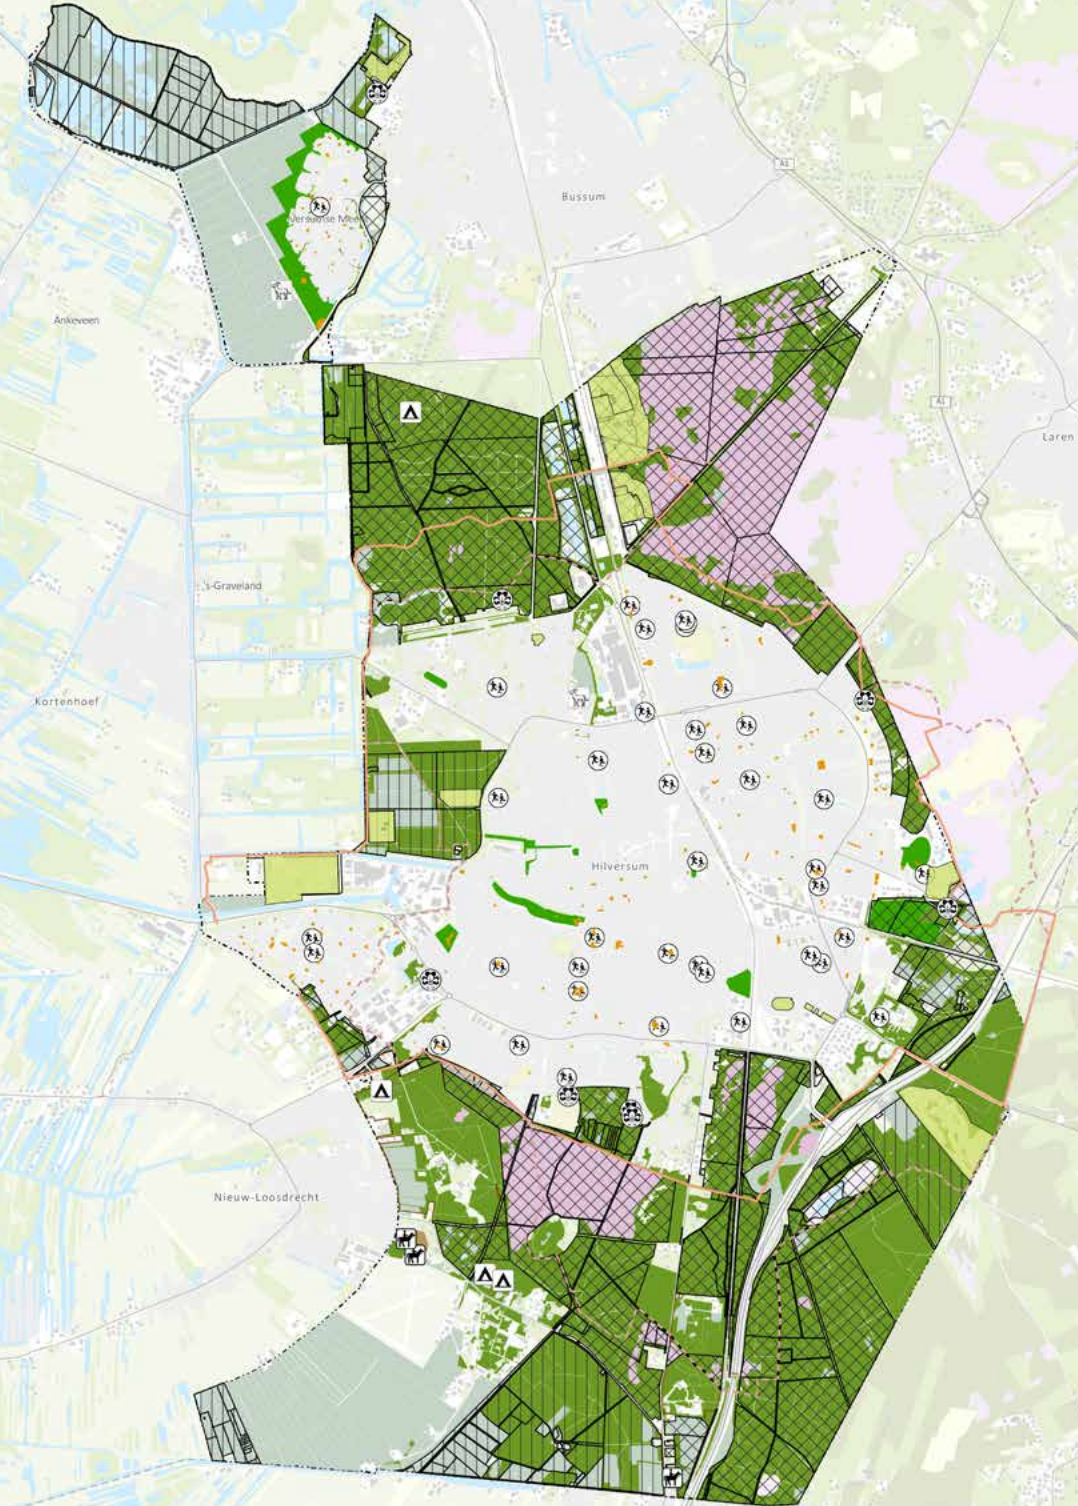 A1
Bussum
Ankeveen
A1
Laren
's-Graveland
Kortenhoef
Hilversum
Nieuw-Loosdrecht